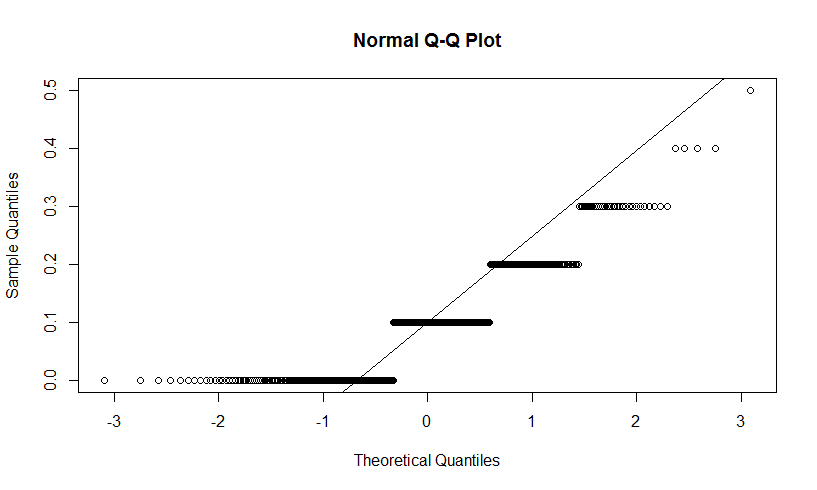 Normal Q-Q Plot
0.5
0.4
0.3
0.2
0.1
0.0
Sample Quantiles
-3 -2 -1 0 1 2 3
Theoretical Quantiles